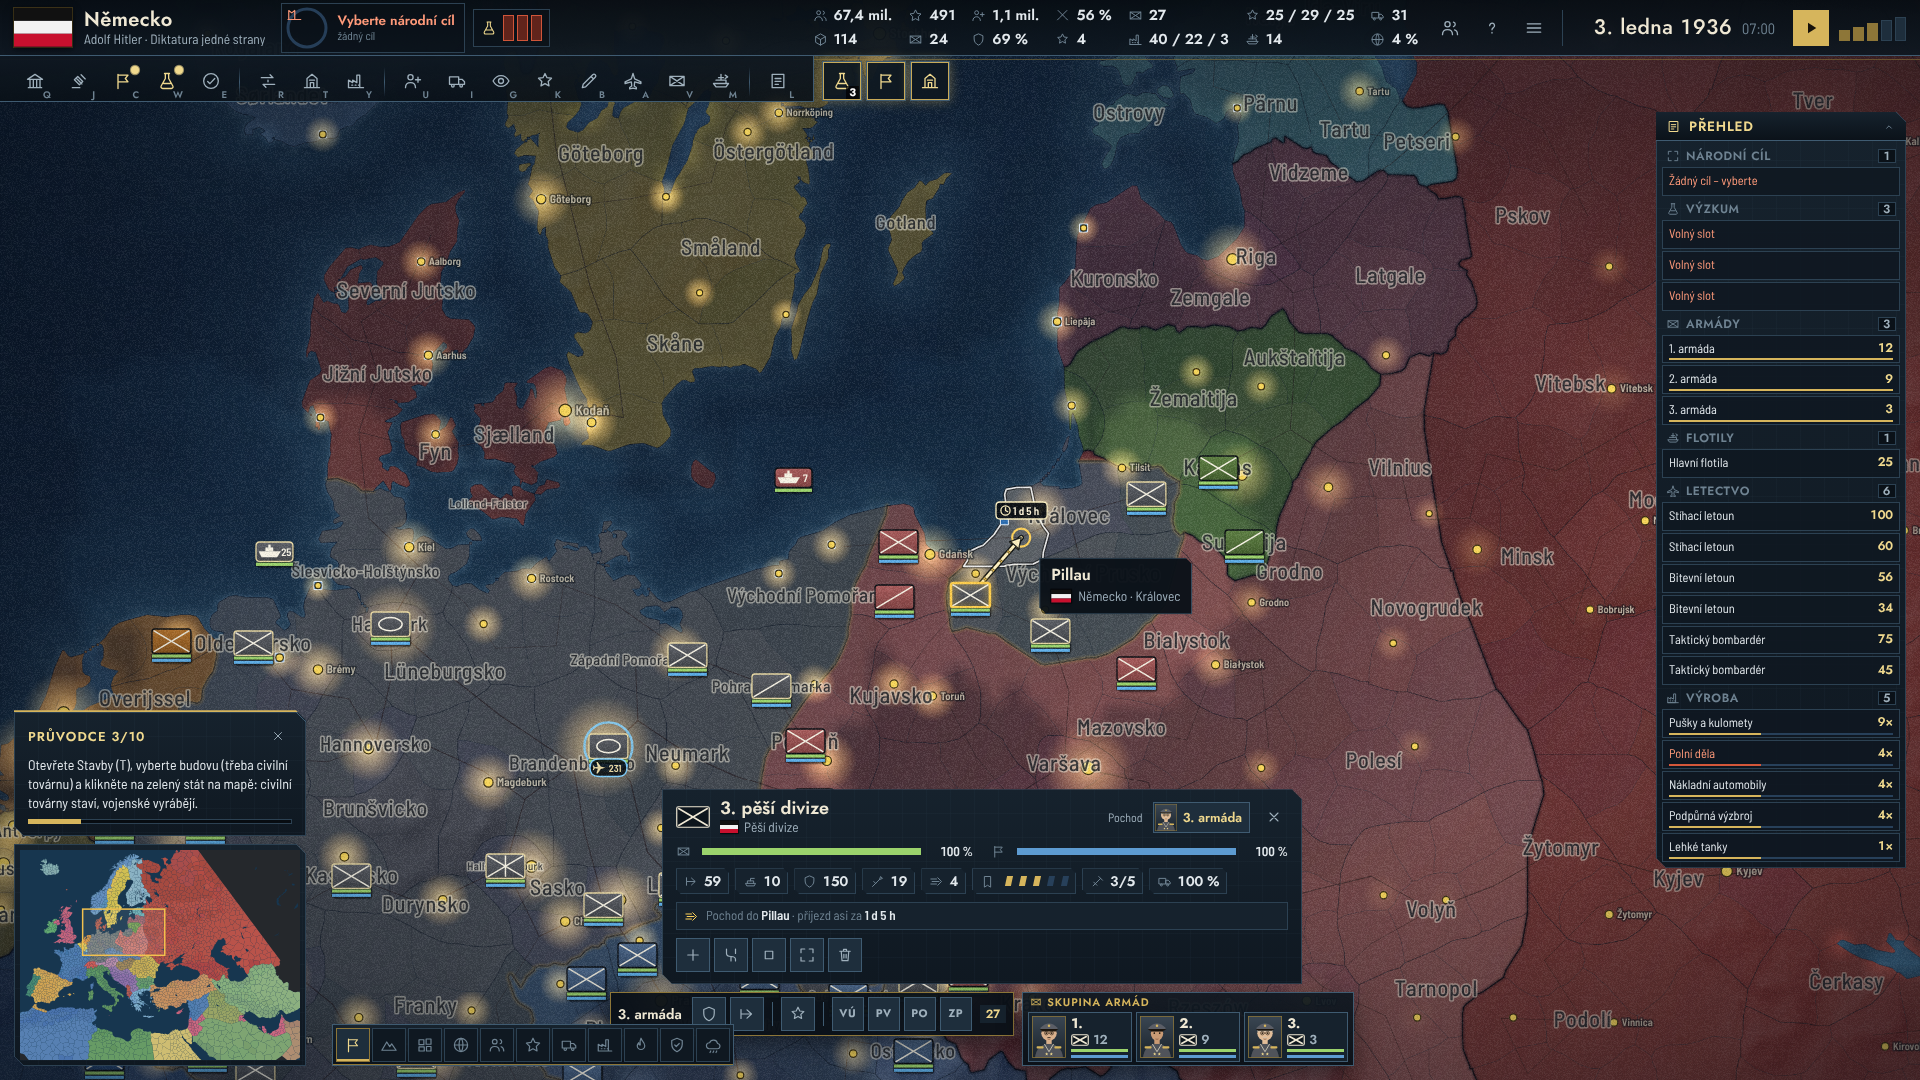 Německo
Adolf Hitler · Diktatura jedné strany
Vyberte národní cíl
žádný cíl
67,4 mil.
491
1,1 mil.
56 %
27
25 / 29 / 25
31
114
24
69 %
4
40 / 22 / 3
14
4 %
?
3. ledna 1936
07:00
Q
J
C
W
E
R
T
Y
U
I
G
K
B
A
V
M
L
3
PŘEHLED
NÁRODNÍ CÍL
1
Žádný cíl – vyberte
VÝZKUM
3
Volný slot
Volný slot
Volný slot
ARMÁDY
3
1. armáda
12
2. armáda
9
3. armáda
3
FLOTILY
1
Hlavní flotila
25
LETECTVO
6
Stíhací letoun
100
Stíhací letoun
60
Bitevní letoun
56
Bitevní letoun
34
Taktický bombardér
75
Taktický bombardér
45
VÝROBA
5
Pušky a kulomety
9×
Polní děla
4×
Nákladní automobily
4×
Podpůrná výzbroj
4×
Lehké tanky
1×
Norrköping
Göteborg
Östergötland
Göteborg
Småland
Gotland
Skåne
Ostrovy
Pärnu
Tartu
Tartu
Petseri
Vidzeme
Tver
Pskov
Riga
Kuronsko
Zemgale
Latgale
Liepāja
Aukštaitija
Žemaitija
Vitebsk
Vitebsk
Aalborg
Severní Jutsko
Aarhus
Jižní Jutsko
Kodaň
Sjælland
Fyn
Lolland-Falster
Tilsit
Vilnius
7
1 d 5 h
Královec
Kiel
25
Šlesvicko-Holštýnsko
Rostock
Gdaňsk
Východní Pomořan
Grodno
Grodno
Minsk
Novogrudek
Bobrujsk
Pillau
Německo · Královec
Lüneburgsko
Brémy
Overijssel
Západní Pomořa
Kujavsko
Toruň
Bialystok
Białystok
Mazovsko
Varšava
Polesí
Hannoversko
Neumark
231
Magdeburk
Brunšvicko
Sasko
Durynsko
Franky
Žytomyr
Kyjev
Kyjev
Volyň
Žytomyr
Tarnopol
Čerkasy
Podolí
Vinnica
PRŮVODCE 3/10
Otevřete Stavby (T), vyberte budovu (třeba civilní
továrnu) a klikněte na zelený stát na mapě: civilní
továrny staví, vojenské vyrábějí.
3. pěší divize
Pěší divize
Pochod
3. armáda
100 %
100 %
59
10
150
19
4
3/5
100 %
Pochod do Pillau · příjezd asi za 1 d 5 h
3. armáda
VÚ
PV
PO
ZP
27
SKUPINA ARMÁD
1.
12
2.
9
3.
3